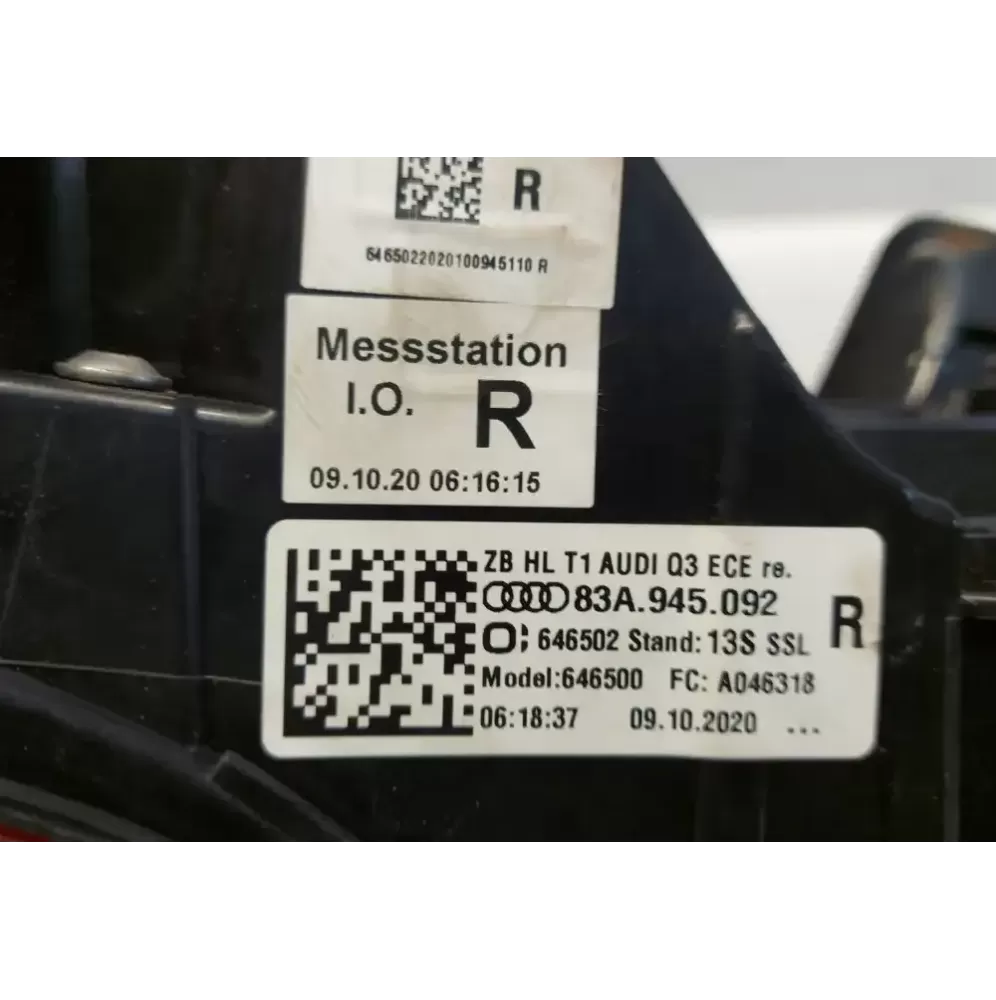 R
6465022020100945110 R
Messstation
I.O. R
09.10.20 06:16:15
ZB HL T1 AUDI Q3 ECE re.
83A.945.092
R
646502 Stand: 13S SSL
Model:646500 FC: A046318
06:18:37 09.10.2020 ...